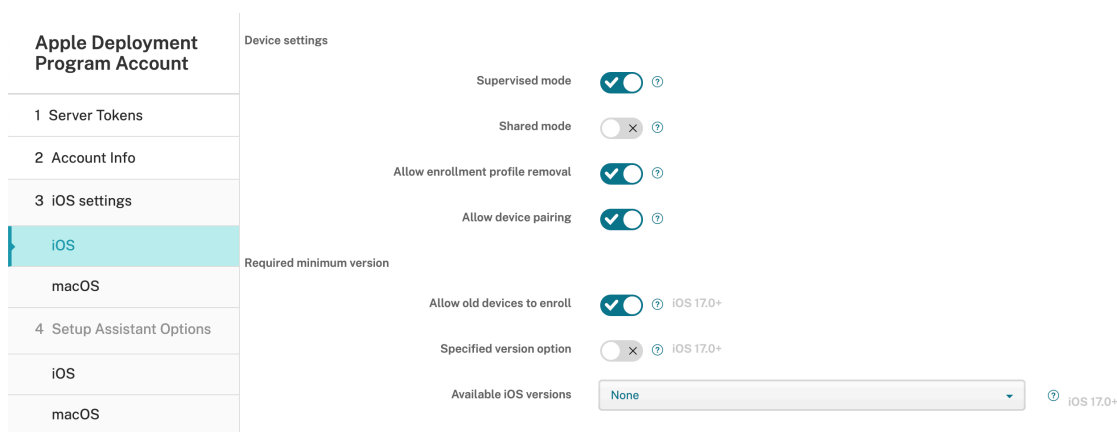 Apple Deployment
Program Account
1 Server Tokens
2 Account Info
3 iOS settings
iOS
macOS
4 Setup Assistant Options
iOS
macOS
Device settings
Supervised mode
Shared mode
Allow enrollment profile removal
Allow device pairing
Required minimum version
Allow old devices to enroll ? iOS 17.0+
Specified version option ? iOS 17.0+
Available iOS versions None ? iOS 17.0+